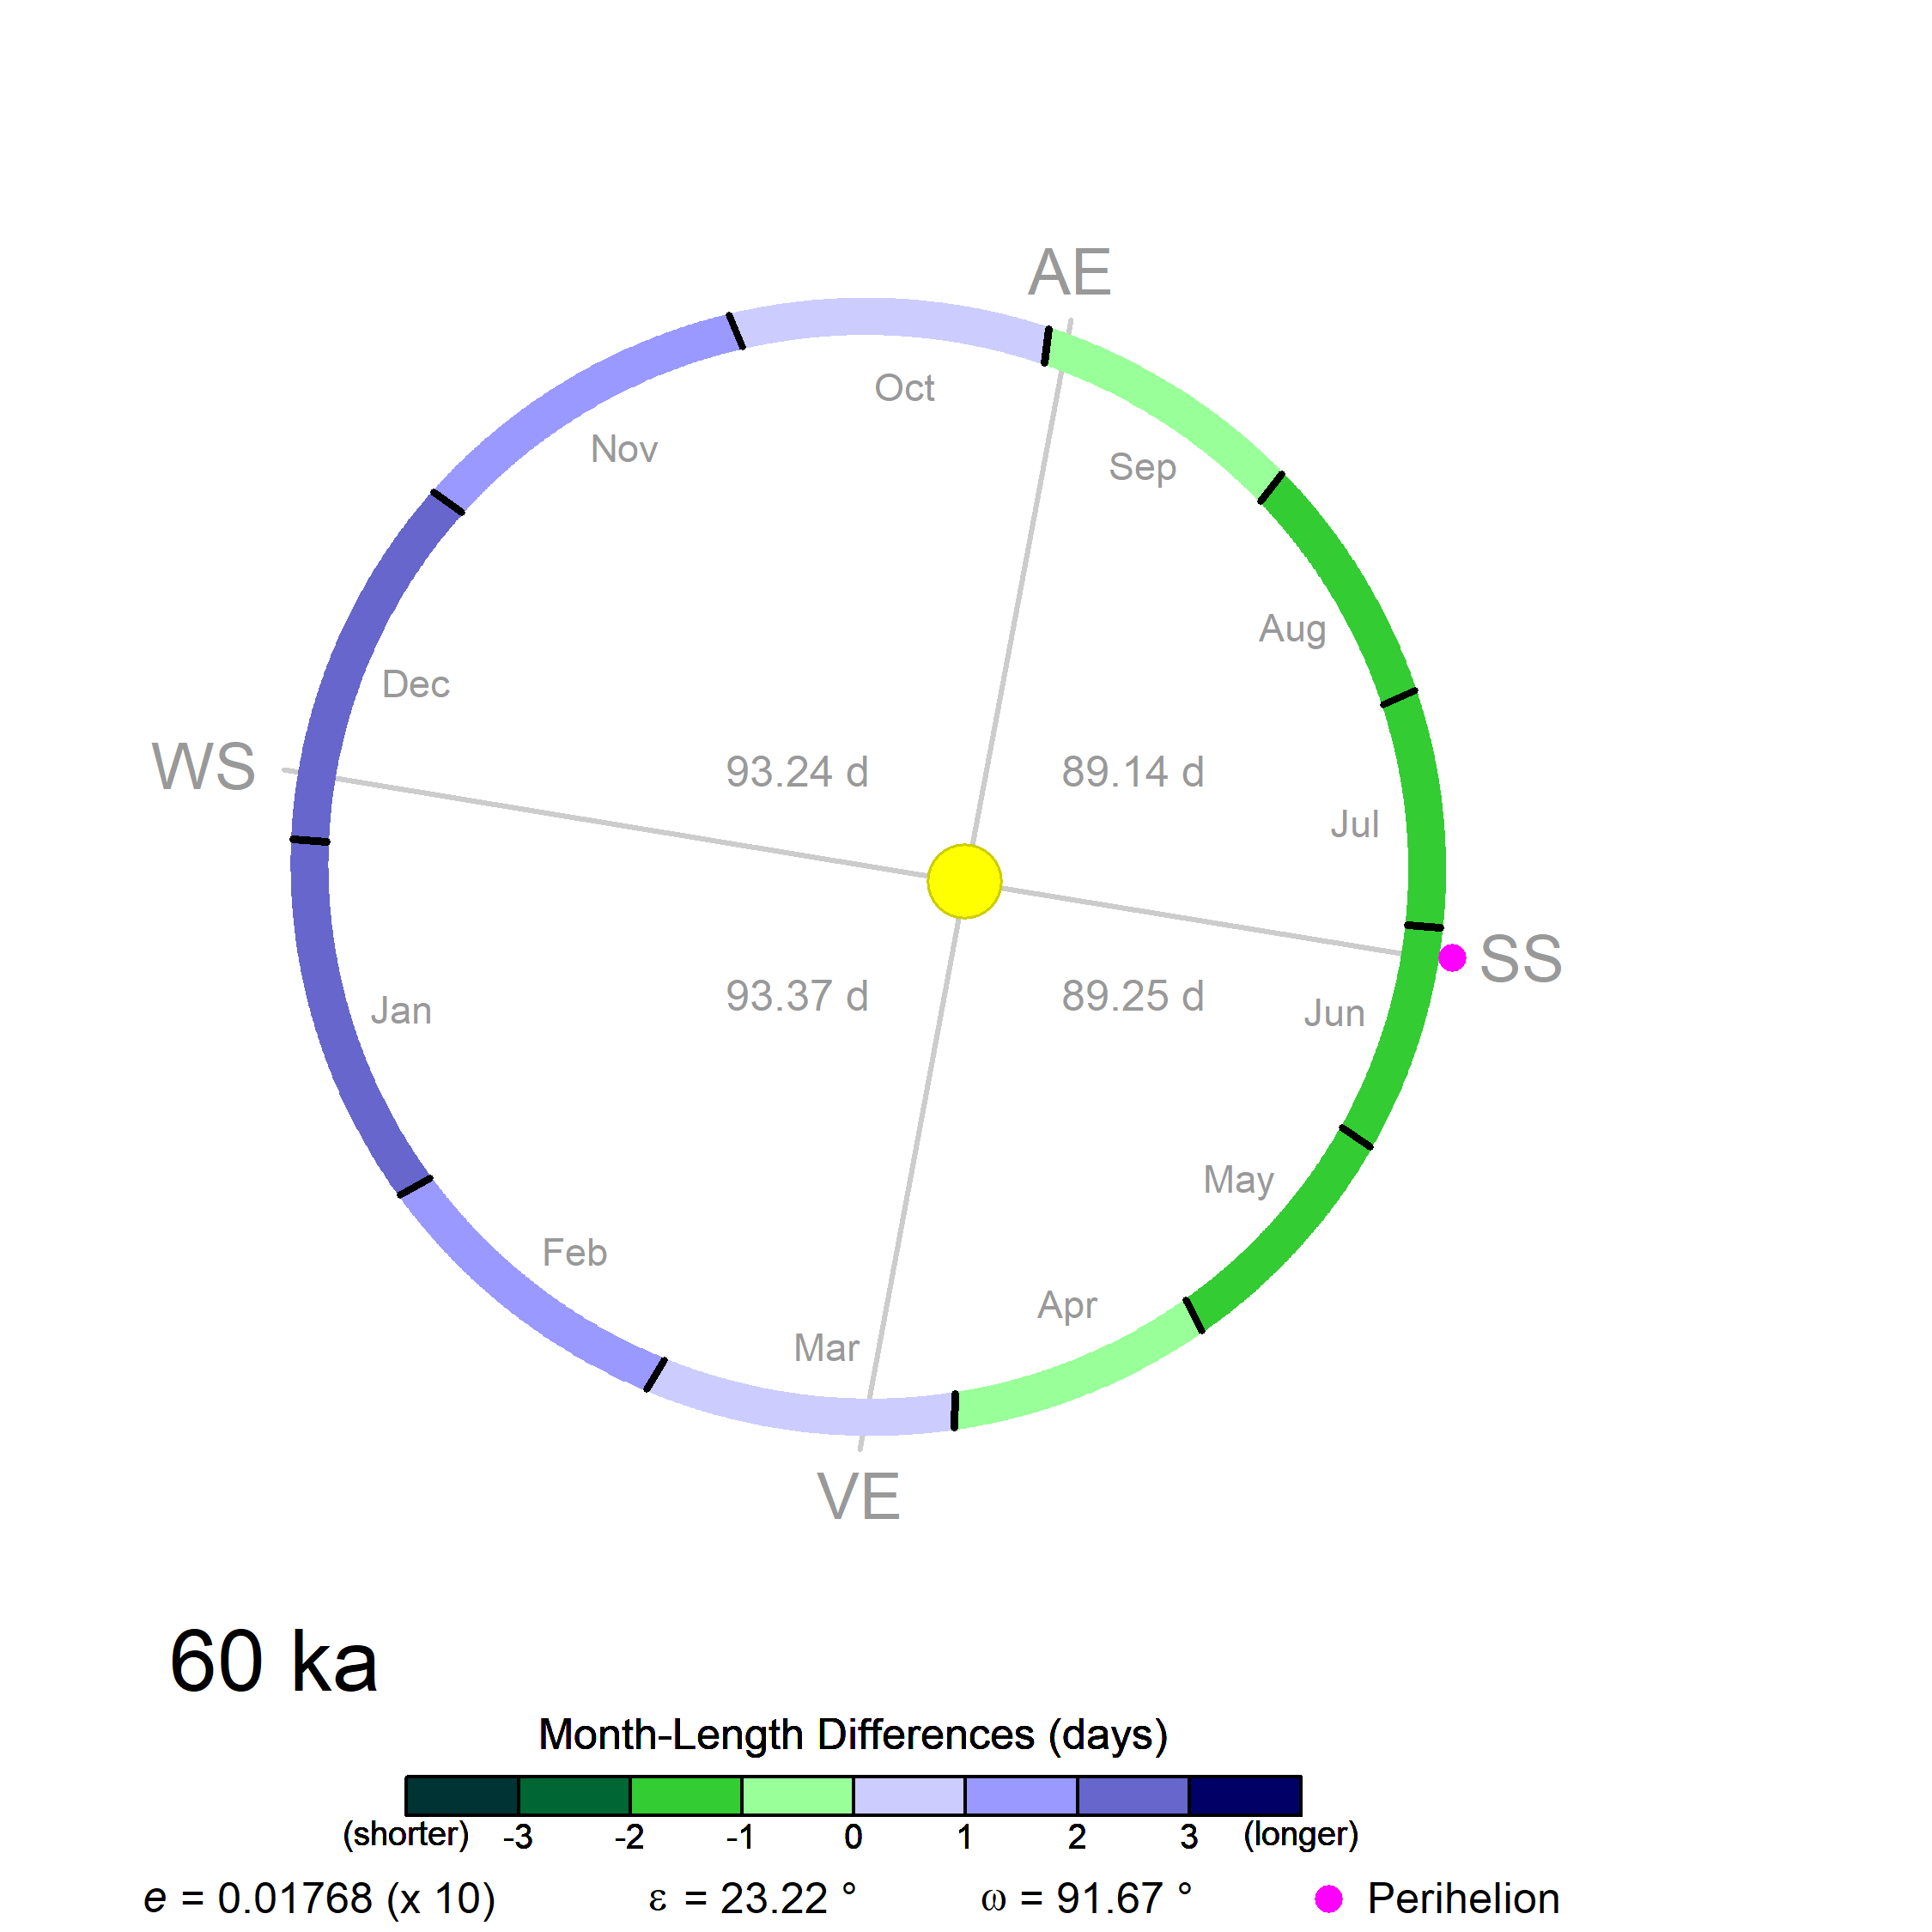 AE
Oct
Nov
Sep
Aug
Dec
WS
93.24 d
89.14 d
Jul
SS
93.37 d
89.25 d
Jan
Jun
May
Feb
Apr
Mar
VE
60 ka
Month-Length Differences (days)
(shorter) -3 -2 -1 0 1 2 3 (longer)
e = 0.01768 (x 10) ε = 23.22 ° ω = 91.67 ° Perihelion